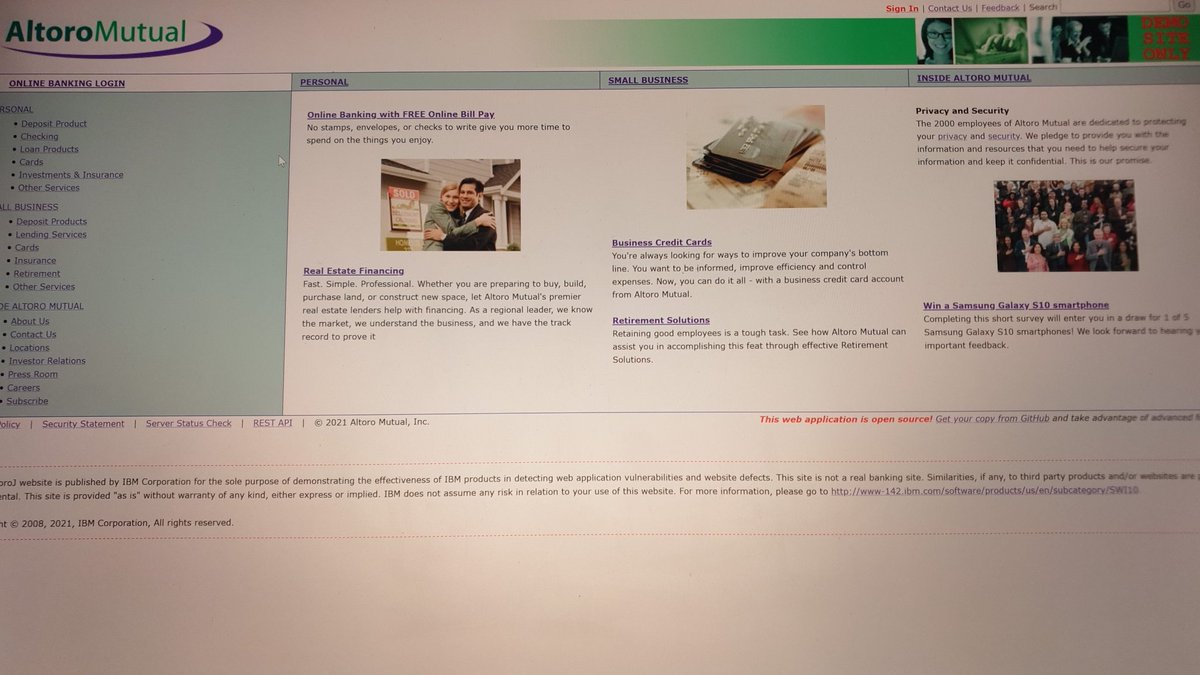 Sign In | Contact Us | Feedback | Search
Go
AltoroMutual
DEMO
SITE
ONLY
ONLINE BANKING LOGIN
PERSONAL
SMALL BUSINESS
INSIDE ALTORO MUTUAL
RSONAL
• Deposit Product
• Checking
• Loan Products
• Cards
• Investments & Insurance
• Other Services
ALL BUSINESS
• Deposit Products
• Lending Services
• Cards
• Insurance
• Retirement
• Other Services
DE ALTORO MUTUAL
• About Us
• Contact Us
• Locations
• Investor Relations
• Press Room
• Careers
• Subscribe
Online Banking with FREE Online Bill Pay
No stamps, envelopes, or checks to write give you more time to
spend on the things you enjoy.
SOLD
Real Estate Financing
Fast. Simple. Professional. Whether you are preparing to buy, build,
purchase land, or construct new space, let Altoro Mutual's premier
real estate lenders help with financing. As a regional leader, we know
the market, we understand the business, and we have the track
record to prove it
Business Credit Cards
You're always looking for ways to improve your company's bottom
line. You want to be informed, improve efficiency and control
expenses. Now, you can do it all - with a business credit card account
from Altoro Mutual.
Retirement Solutions
Retaining good employees is a tough task. See how Altoro Mutual can
assist you in accomplishing this feat through effective Retirement
Solutions.
Privacy and Security
The 2000 employees of Altoro Mutual are dedicated to protecting
your privacy and security. We pledge to provide you with the
information and resources that you need to help secure your
information and keep it confidential. This is our promise.
Win a Samsung Galaxy S10 smartphone
Completing this short survey will enter you in a draw for 1 of 5
Samsung Galaxy S10 smartphones! We look forward to hearing
important feedback.
Policy | Security Statement | Server Status Check | REST API | © 2021 Altoro Mutual, Inc.
This web application is open source! Get your copy from GitHub and take advantage of advanced
oroJ website is published by IBM Corporation for the sole purpose of demonstrating the effectiveness of IBM products in detecting web application vulnerabilities and website defects. This site is not a real banking site. Similarities, if any, to third party products and/or websites are
ental. This site is provided "as is" without warranty of any kind, either express or implied. IBM does not assume any risk in relation to your use of this website. For more information, please go to http://www-142.ibm.com/software/products/us/en/subcategory/SWI10.
ht © 2008, 2021, IBM Corporation, All rights reserved.